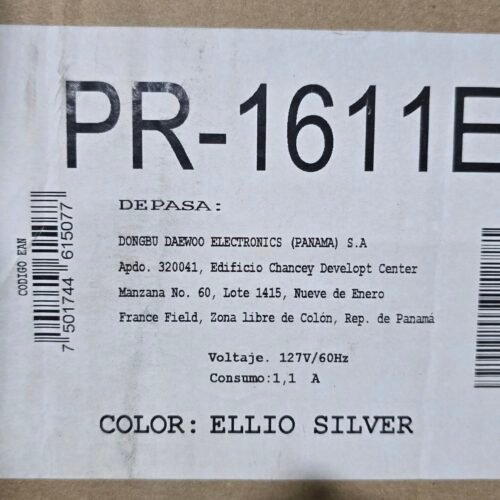 PR-1611E
DEPASA:
DONGBU DAEWOO ELECTRONICS (PANAMA) S.A
Apdo. 320041, Edificio Chancey Developt Center
Manzana No. 60, Lote 1415, Nueve de Enero
France Field, Zona libre de Colón, Rep. de Panamá
Voltaje. 127V/60Hz
Consumo:1,1 A
COLOR: ELLIO SILVER
CODIGO EAN
7 501744 615077